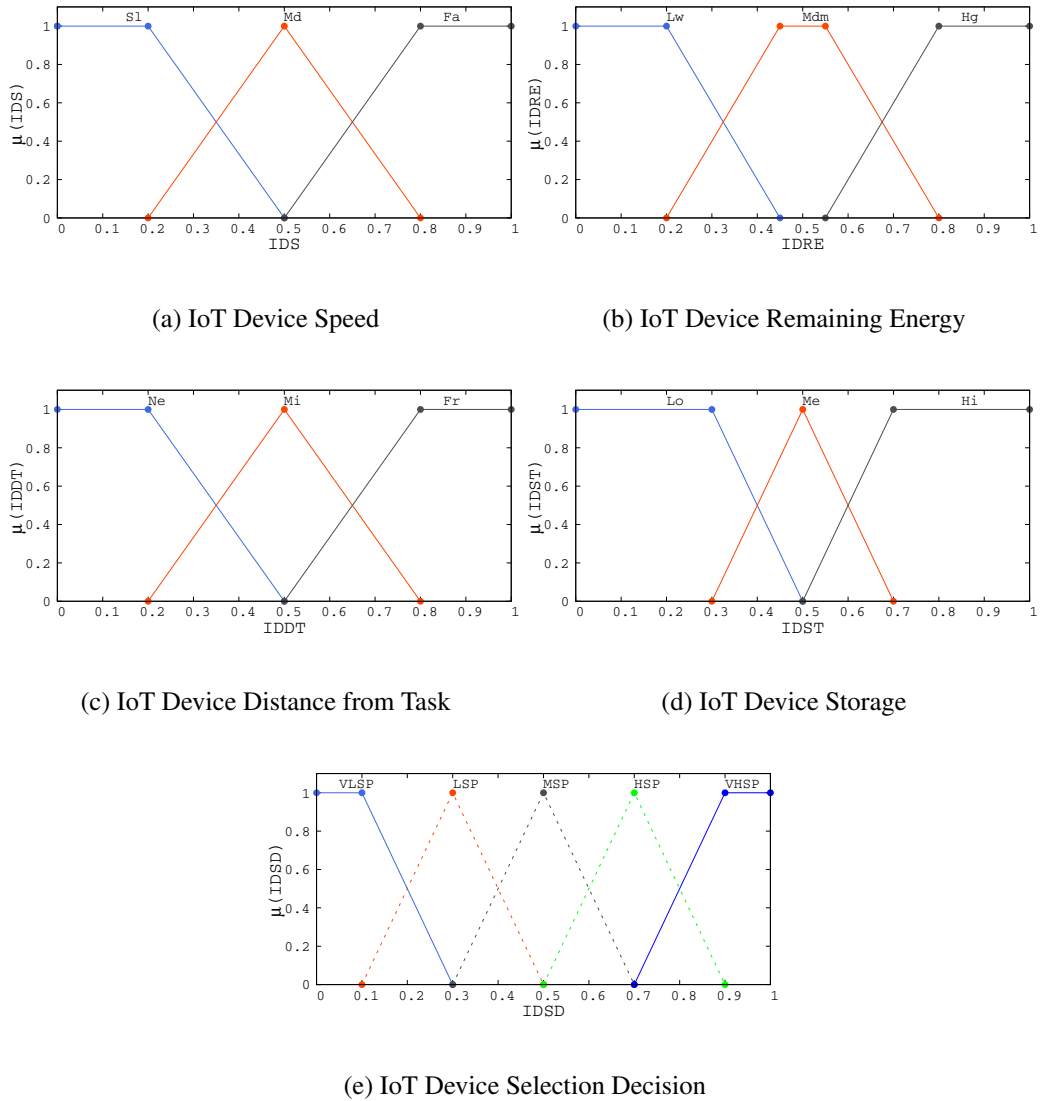 Sl Md Fa
1
0.8
0.6
0.4
0.2
0
μ(IDS)
0 0.1 0.2 0.3 0.4 0.5 0.6 0.7 0.8 0.9 1
IDS
(a) IoT Device Speed
Lw Mdm Hg
1
0.8
0.6
0.4
0.2
0
μ(IDRE)
0 0.1 0.2 0.3 0.4 0.5 0.6 0.7 0.8 0.9 1
IDRE
(b) IoT Device Remaining Energy
Ne Mi Fr
1
0.8
0.6
0.4
0.2
0
μ(IDDT)
0 0.1 0.2 0.3 0.4 0.5 0.6 0.7 0.8 0.9 1
IDDT
(c) IoT Device Distance from Task
Lo Me Hi
1
0.8
0.6
0.4
0.2
0
μ(IDST)
0 0.1 0.2 0.3 0.4 0.5 0.6 0.7 0.8 0.9 1
IDST
(d) IoT Device Storage
VLSP LSP MSP HSP VHSP
1
0.8
0.6
0.4
0.2
0
μ(IDSD)
0 0.1 0.2 0.3 0.4 0.5 0.6 0.7 0.8 0.9 1
IDSD
(e) IoT Device Selection Decision